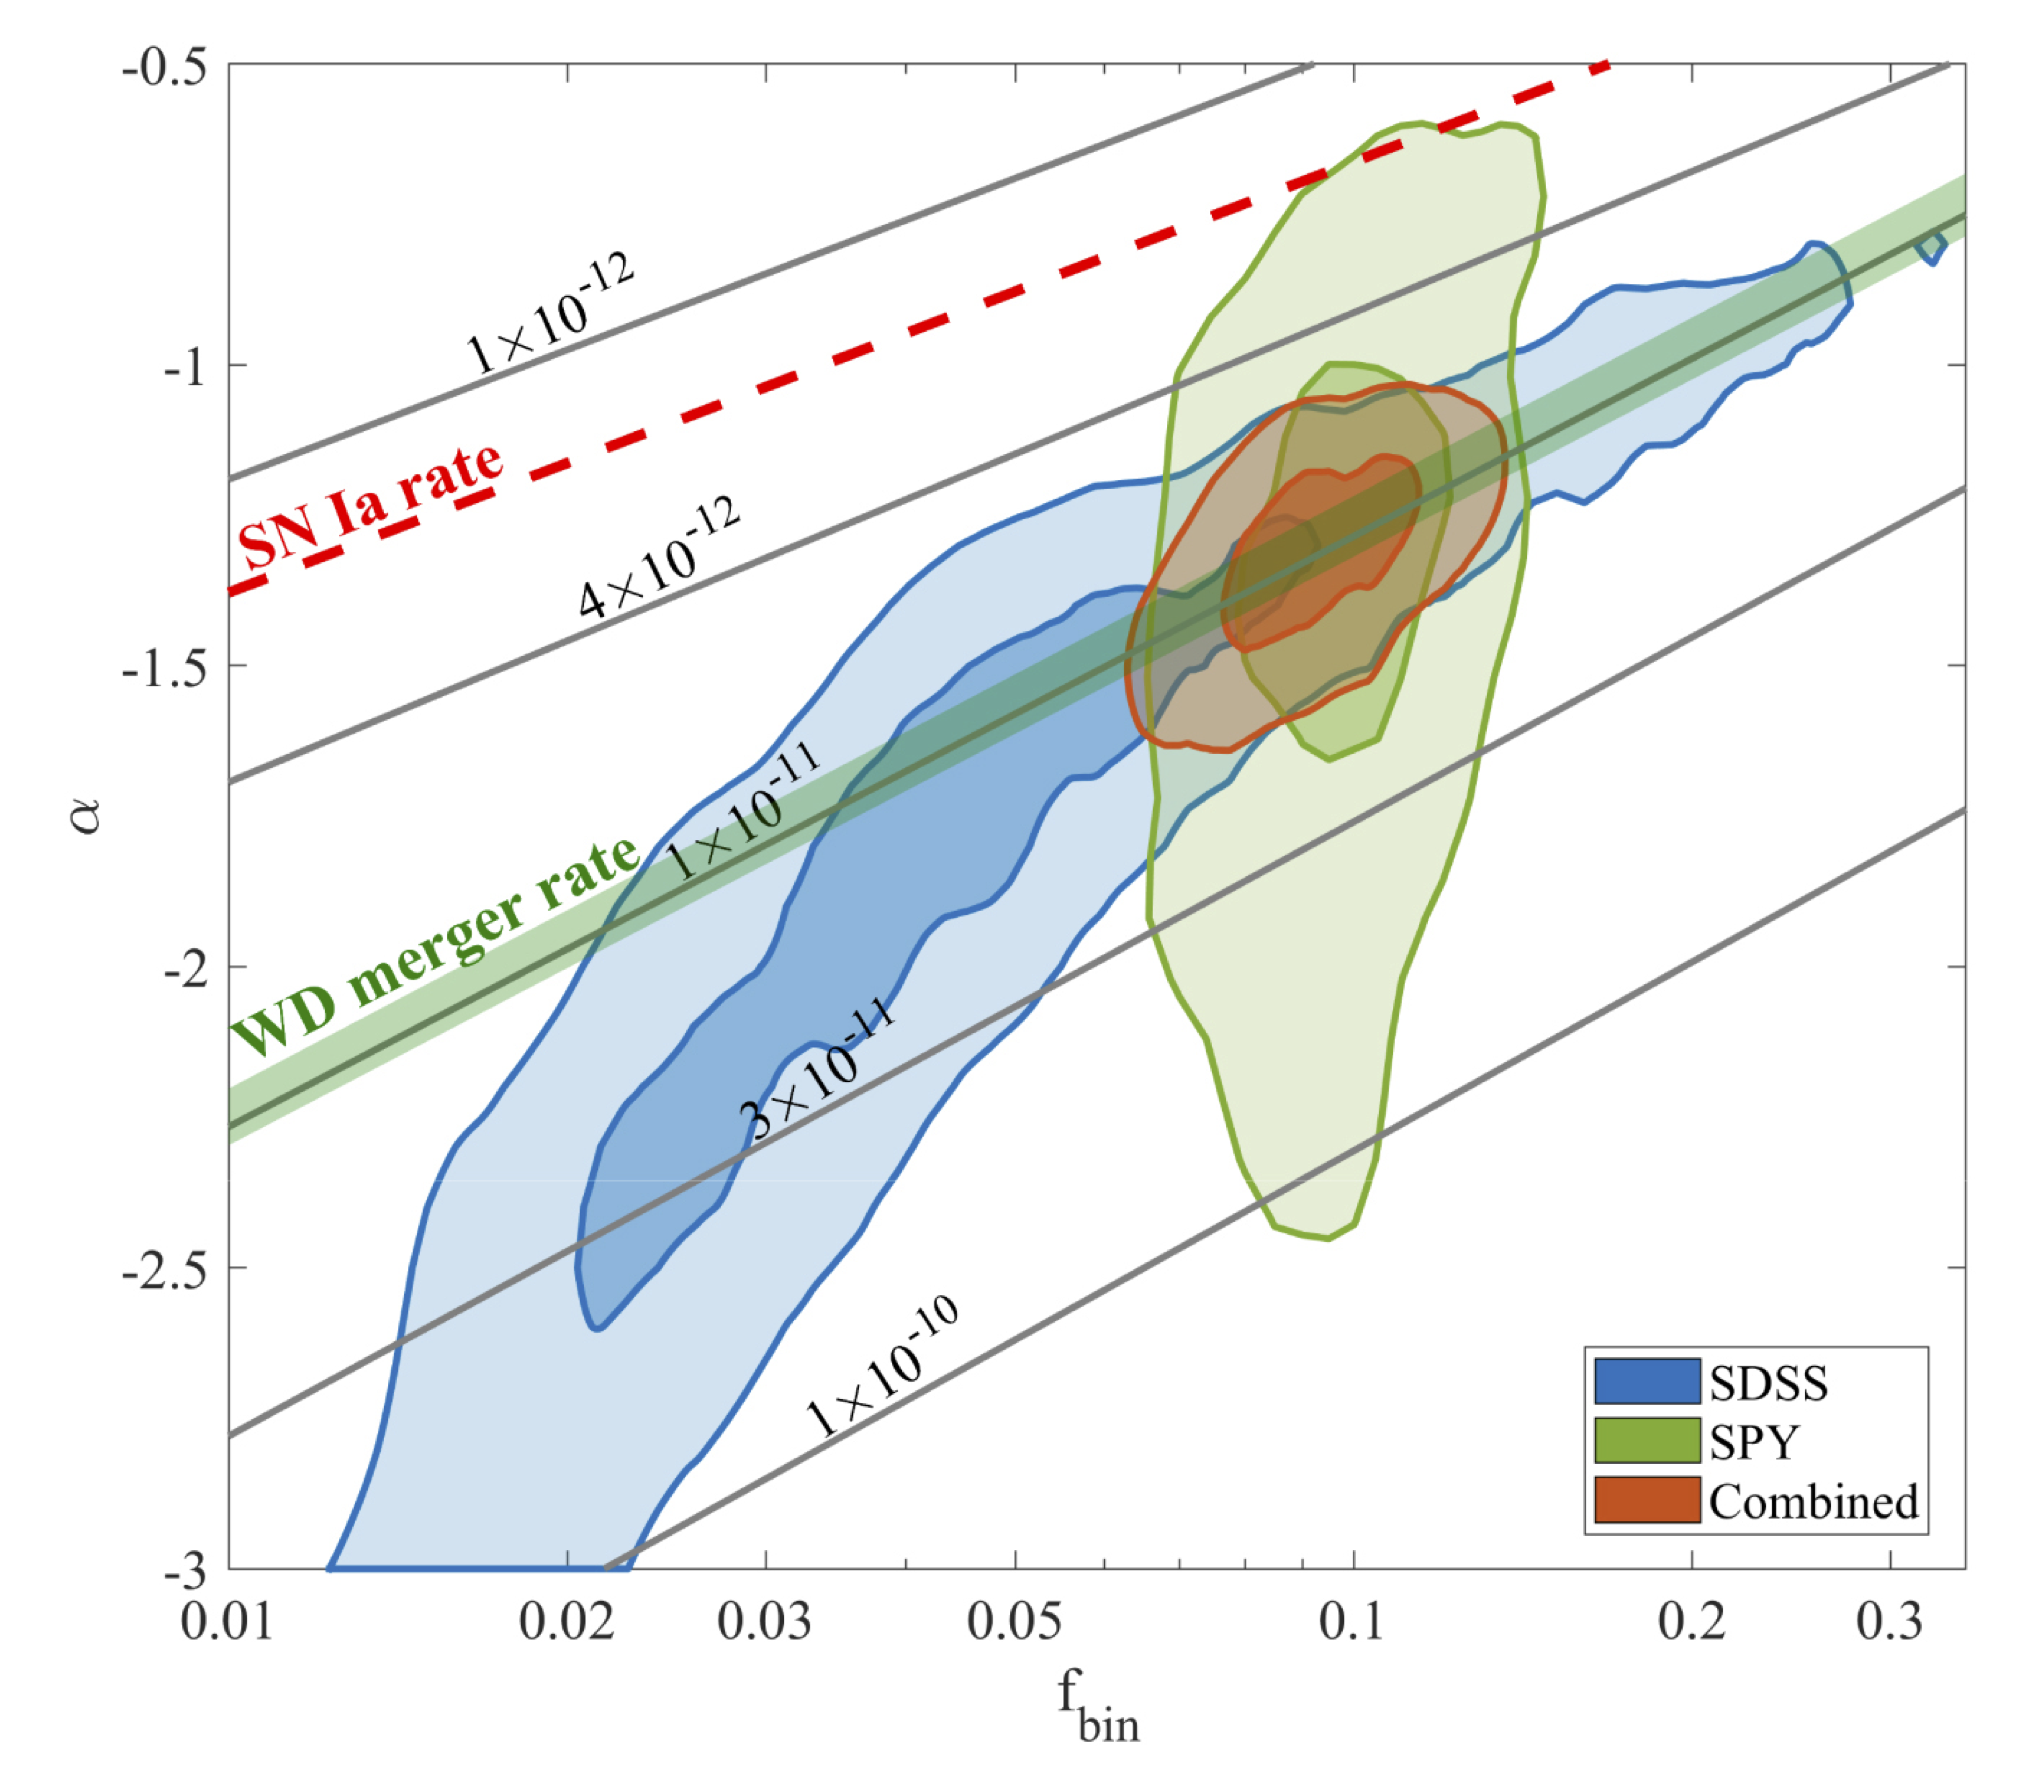 -0.5
-1
-1.5
-2
-2.5
-3
α
1×10^-12
SN Ia rate
4×10^-12
1×10^-11
WD merger rate
3×10^-11
1×10^-10
SDSS
SPY
Combined
0.01 0.02 0.03 0.05 0.1 0.2 0.3
f_bin